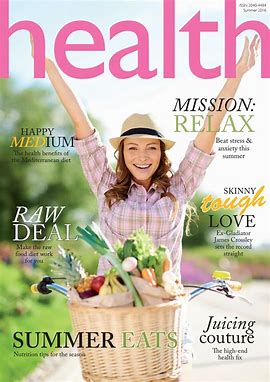 health
ISSN 2040-4484
Summer 2016
MISSION:
RELAX
Beat stress &
anxiety this
summer
HAPPY
MEDIUM
The health benefits of
the Mediterranean diet
SKINNY
tough
LOVE
Ex-Gladiator
James Crossley
sets the record
straight
RAW
DEAL
Make the raw
food diet work
for you
Juicing
couture
The high-end
health fix
SUMMER EATS
Nutrition tips for the season